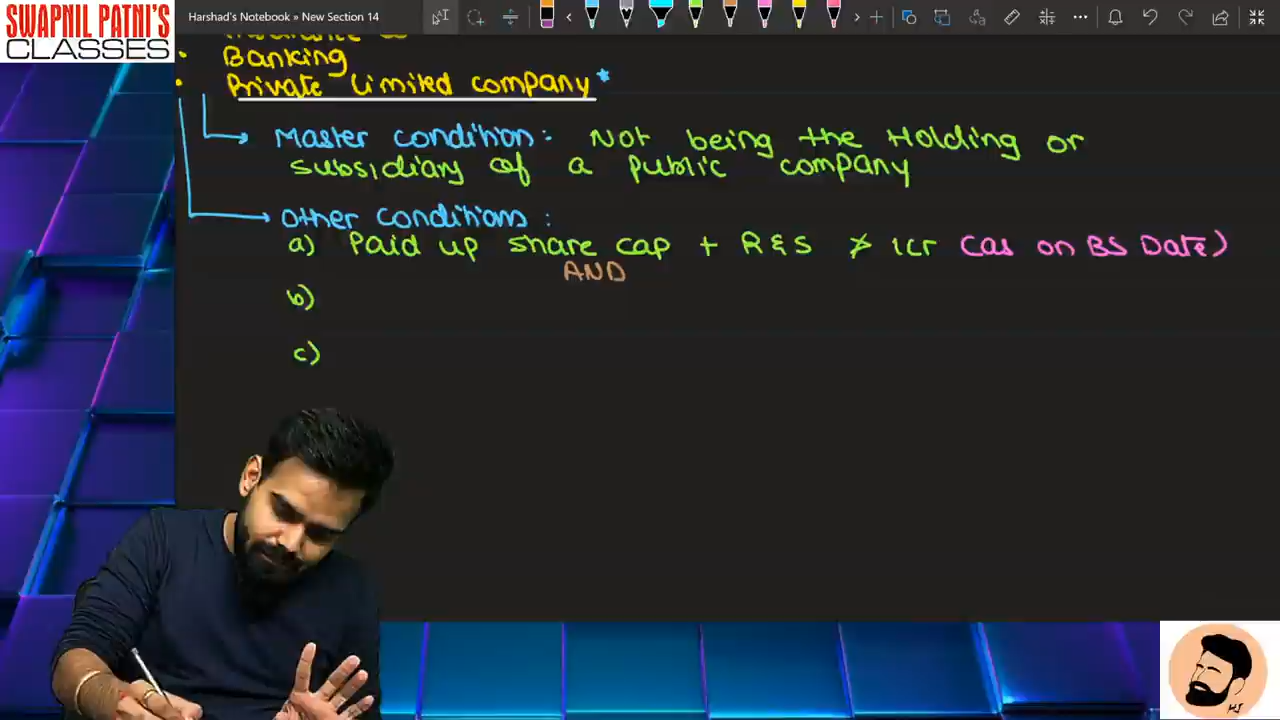 SWAPNIL PATNI'S
CLASSES
Harshad's Notebook » New Section 14
Banking
Private Limited company*
Master condition: Not being the Holding or
subsidiary of a public company
Other conditions:
a) Paid up share cap + R & S ≯ 1cr (as on BS Date)
AND
b)
c)
HJ